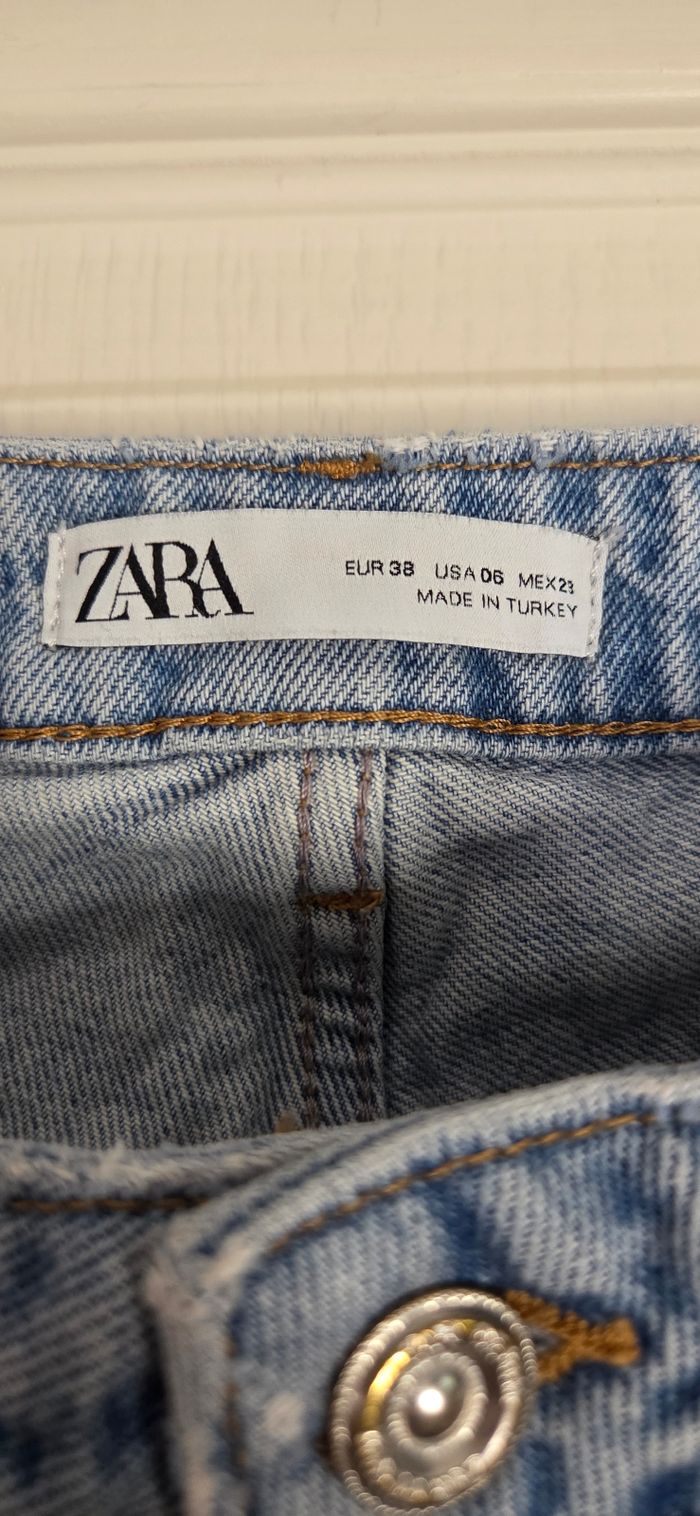 ZARA
EUR 38 USA 06 MEX 28
MADE IN TURKEY